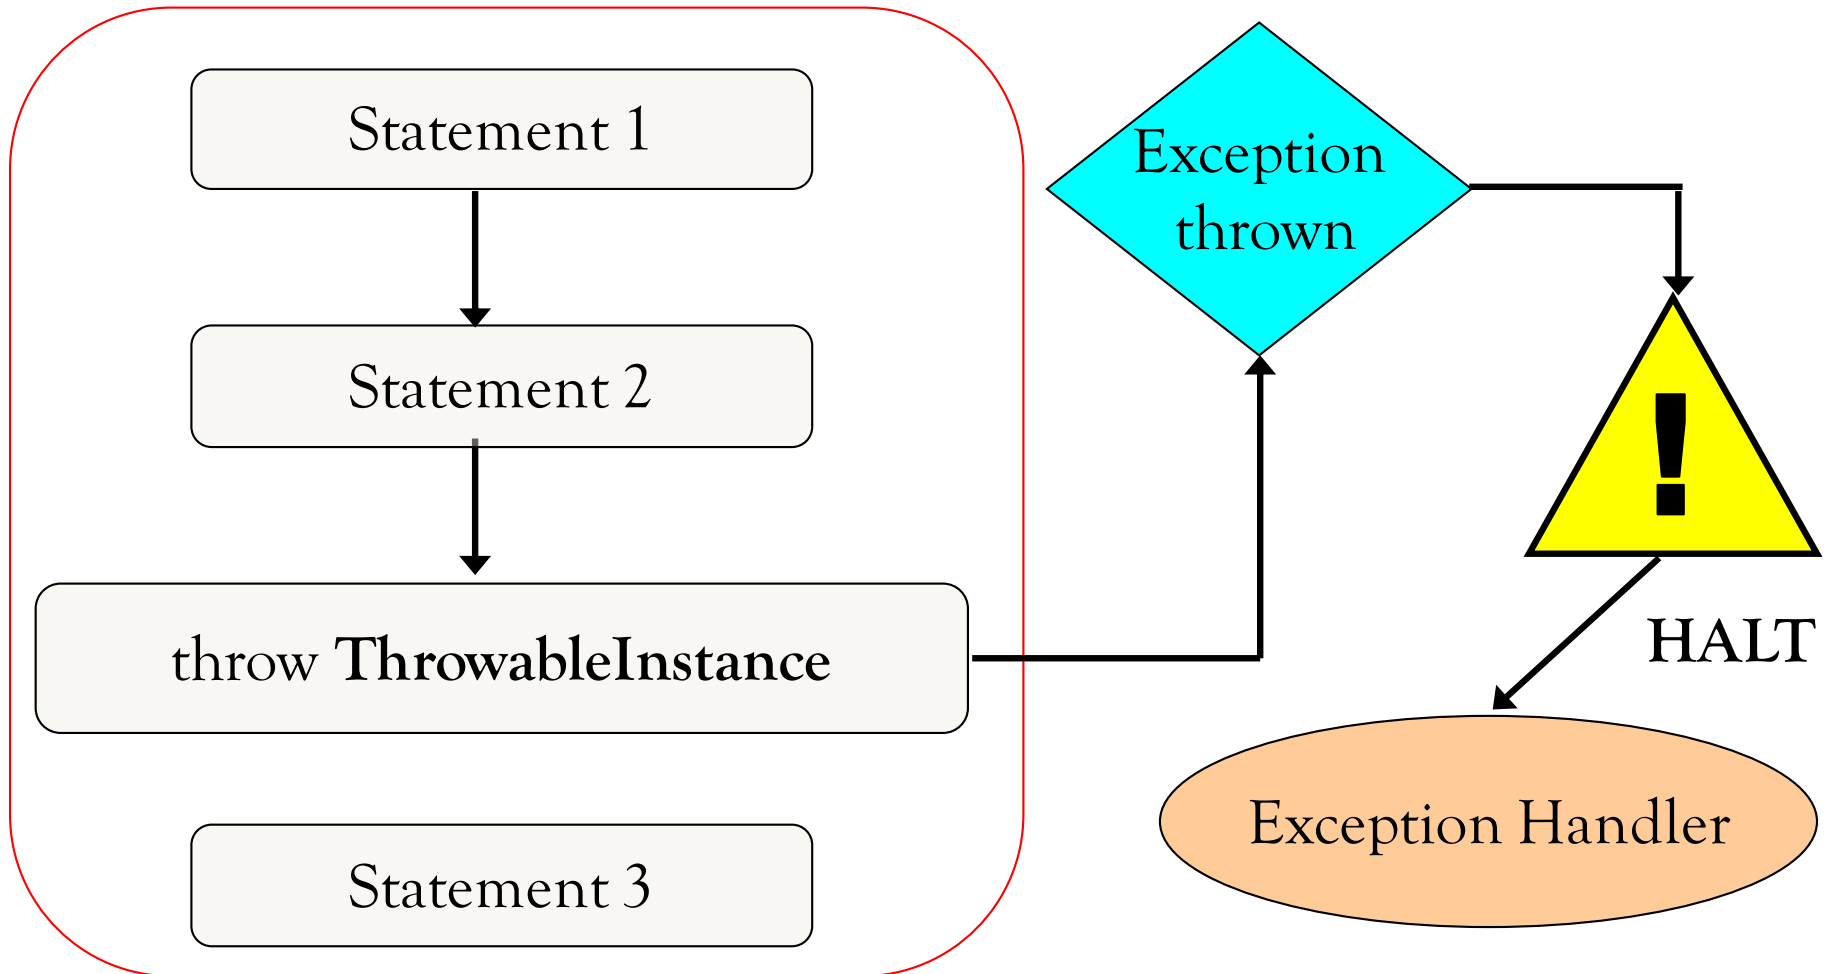 Statement 1
Statement 2
throw ThrowableInstance
Statement 3
Exception
thrown
!
HALT
Exception Handler